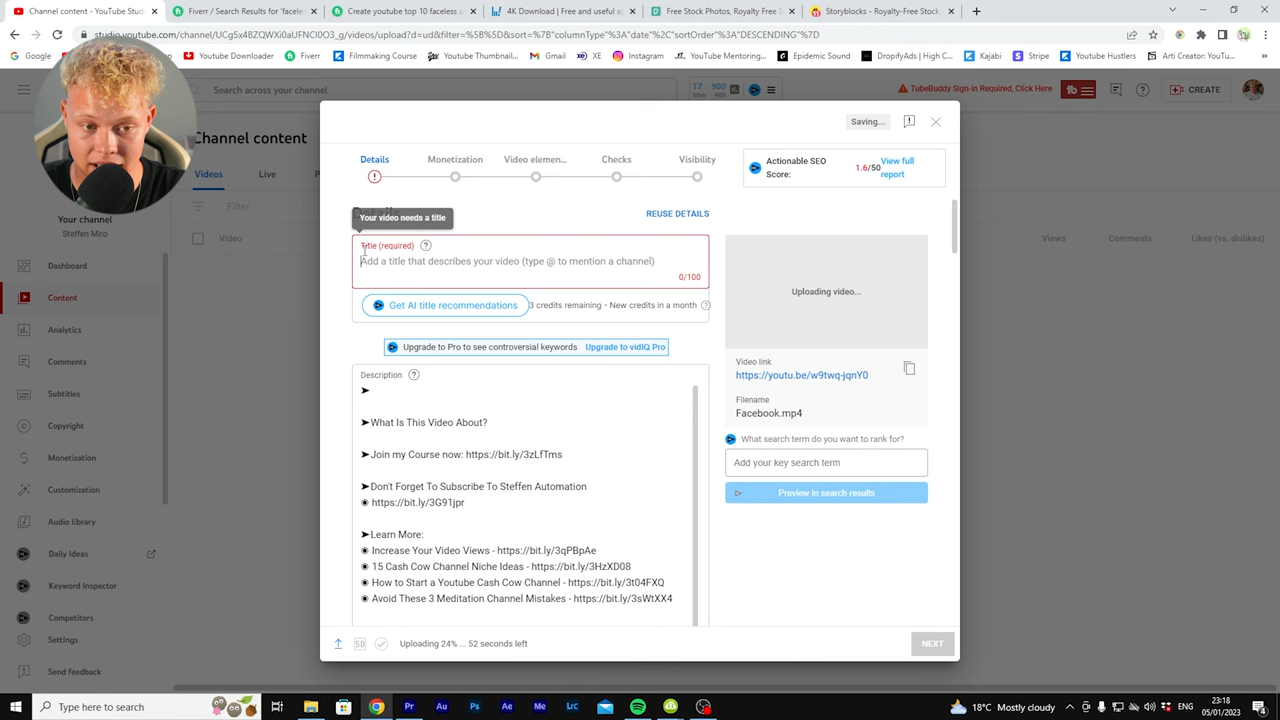 Content - YouTube Stud
Fiverr / Search Results for 'faceles
Create youtube top 10 faceless c
4K Download | Free and useful ap
Free Stock Photos, Royalty Free S
Storyblocks - Royalty-Free Stock
studio.youtube.com/channel/UCg5x4BZQWXi0aUFNCI0O3_g/videos/upload?d=ud&filter=%5B%5D&sort=%7B"columnType"%3A"date"%2C"sortOrder"%3A"DESCENDING"%7D
Google
Youtube Downloader
Fiverr
Filmmaking Course
Youtube Thumbnail...
Gmail
XE
Instagram
YouTube Mentoring...
Epidemic Sound
DropifyAds | Kajab...
Kajabi
Stripe
Youtube Hustlers
Arti Creator: YouTu...
Search across your channel
17
900
TubeBuddy Sign-in Required, Click Here
CREATE
Channel content
Videos
Live
Filter
Video
Views
Comments
Likes (vs. dislikes)
Your channel
Steffen Miro
Dashboard
Content
Analytics
Comments
Subtitles
Copyright
Monetization
Customization
Audio library
Daily Ideas
Keyword Inspector
Competitors
Settings
Send feedback
Saving...
Details
Monetization
Video elemen...
Checks
Visibility
Actionable SEO
Score:
1.6/50
View full
report
Details
REUSE DETAILS
Your video needs a title
Title (required)
Add a title that describes your video (type @ to mention a channel)
0/100
Get AI title recommendations
3 credits remaining - New credits in a month
Upgrade to Pro to see controversial keywords Upgrade to vidIQ Pro
Description
➤
➤What Is This Video About?
➤Join my Course now: https://bit.ly/3zLfTms
➤Don't Forget To Subscribe To Steffen Automation
◉ https://bit.ly/3G91jpr
➤Learn More:
◉ Increase Your Video Views - https://bit.ly/3qPBpAe
◉ 15 Cash Cow Channel Niche Ideas - https://bit.ly/3HzXD08
◉ How to Start a Youtube Cash Cow Channel - https://bit.ly/3t04FXQ
◉ Avoid These 3 Meditation Channel Mistakes - https://bit.ly/3sWtXX4
Uploading video...
Video link
https://youtu.be/w9twq-jqnY0
Filename
Facebook.mp4
What search term do you want to rank for?
Add your key search term
Preview in search results
SD
Uploading 24% ... 52 seconds left
NEXT
Type here to search
Pr
Au
Ps
Ae
Me
Lrc
18°C Mostly cloudy
ENG
23:18
05/01/2023